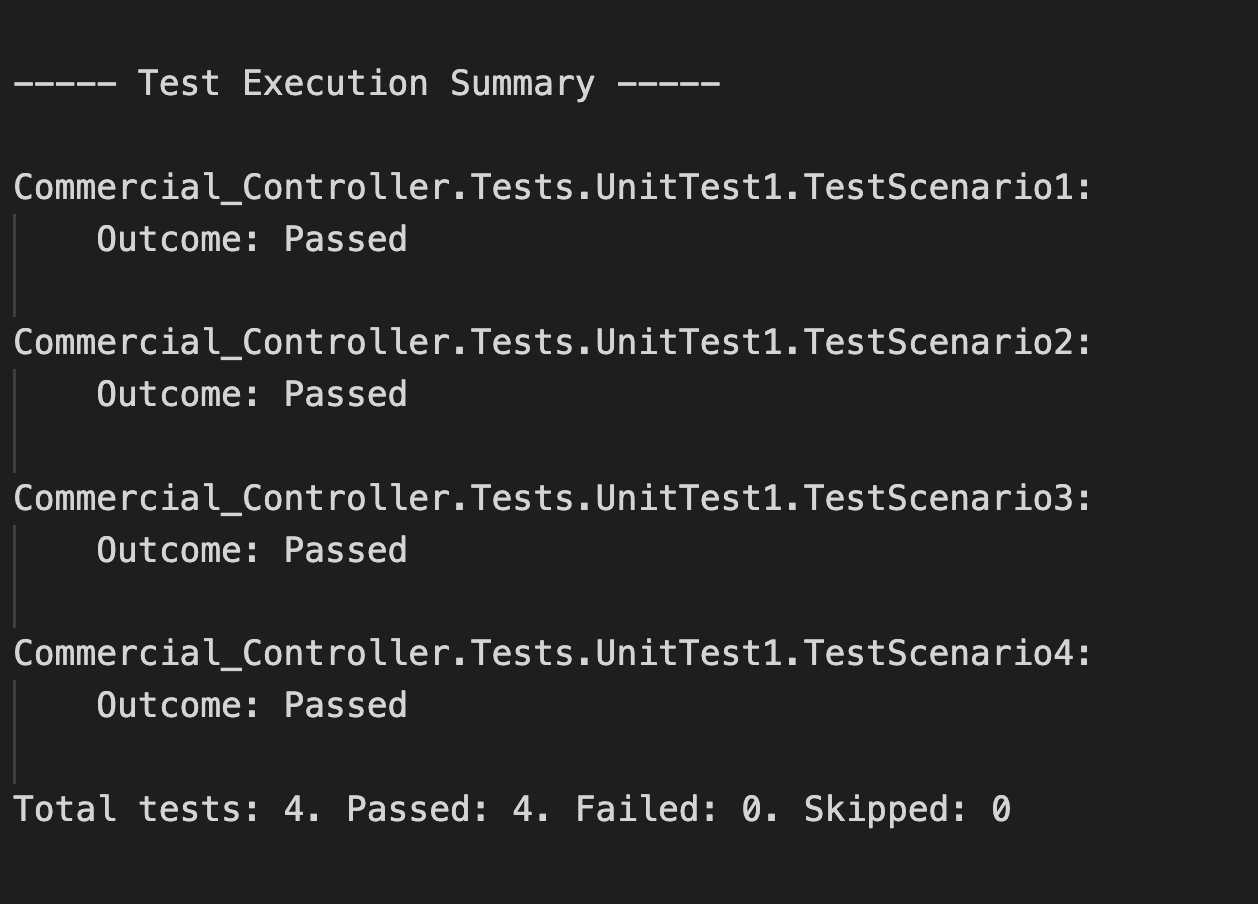 ----- Test Execution Summary -----
Commercial_Controller.Tests.UnitTest1.TestScenario1:
Outcome: Passed
Commercial_Controller.Tests.UnitTest1.TestScenario2:
Outcome: Passed
Commercial_Controller.Tests.UnitTest1.TestScenario3:
Outcome: Passed
Commercial_Controller.Tests.UnitTest1.TestScenario4:
Outcome: Passed
Total tests: 4. Passed: 4. Failed: 0. Skipped: 0